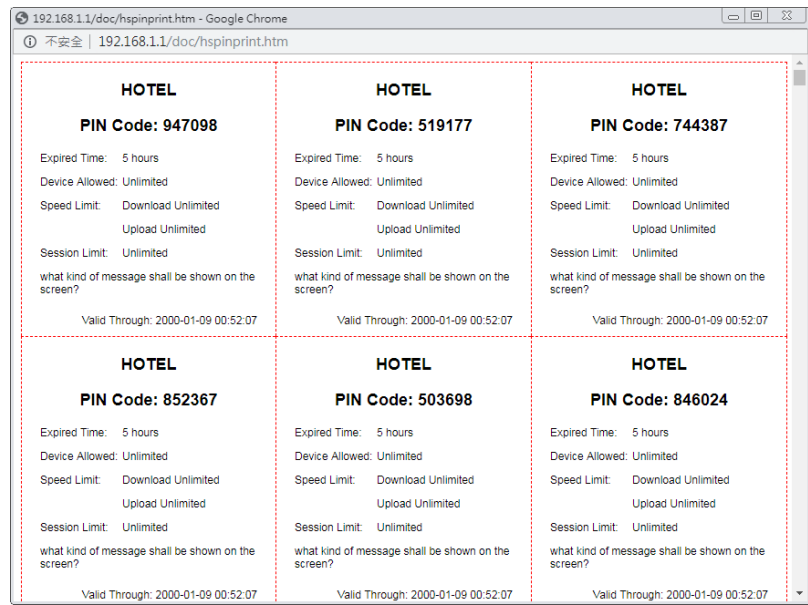 192.168.1.1/doc/hspinprint.htm - Google Chrome
不安全 | 192.168.1.1/doc/hspinprint.htm
HOTEL
PIN Code: 947098
Expired Time: 5 hours
Device Allowed: Unlimited
Speed Limit: Download Unlimited
Upload Unlimited
Session Limit: Unlimited
what kind of message shall be shown on the
screen?
Valid Through: 2000-01-09 00:52:07
HOTEL
PIN Code: 519177
Expired Time: 5 hours
Device Allowed: Unlimited
Speed Limit: Download Unlimited
Upload Unlimited
Session Limit: Unlimited
what kind of message shall be shown on the
screen?
Valid Through: 2000-01-09 00:52:07
HOTEL
PIN Code: 744387
Expired Time: 5 hours
Device Allowed: Unlimited
Speed Limit: Download Unlimited
Upload Unlimited
Session Limit: Unlimited
what kind of message shall be shown on the
screen?
Valid Through: 2000-01-09 00:52:07
HOTEL
PIN Code: 852367
Expired Time: 5 hours
Device Allowed: Unlimited
Speed Limit: Download Unlimited
Upload Unlimited
Session Limit: Unlimited
what kind of message shall be shown on the
screen?
Valid Through: 2000-01-09 00:52:07
HOTEL
PIN Code: 503698
Expired Time: 5 hours
Device Allowed: Unlimited
Speed Limit: Download Unlimited
Upload Unlimited
Session Limit: Unlimited
what kind of message shall be shown on the
screen?
Valid Through: 2000-01-09 00:52:07
HOTEL
PIN Code: 846024
Expired Time: 5 hours
Device Allowed: Unlimited
Speed Limit: Download Unlimited
Upload Unlimited
Session Limit: Unlimited
what kind of message shall be shown on the
screen?
Valid Through: 2000-01-09 00:52:07